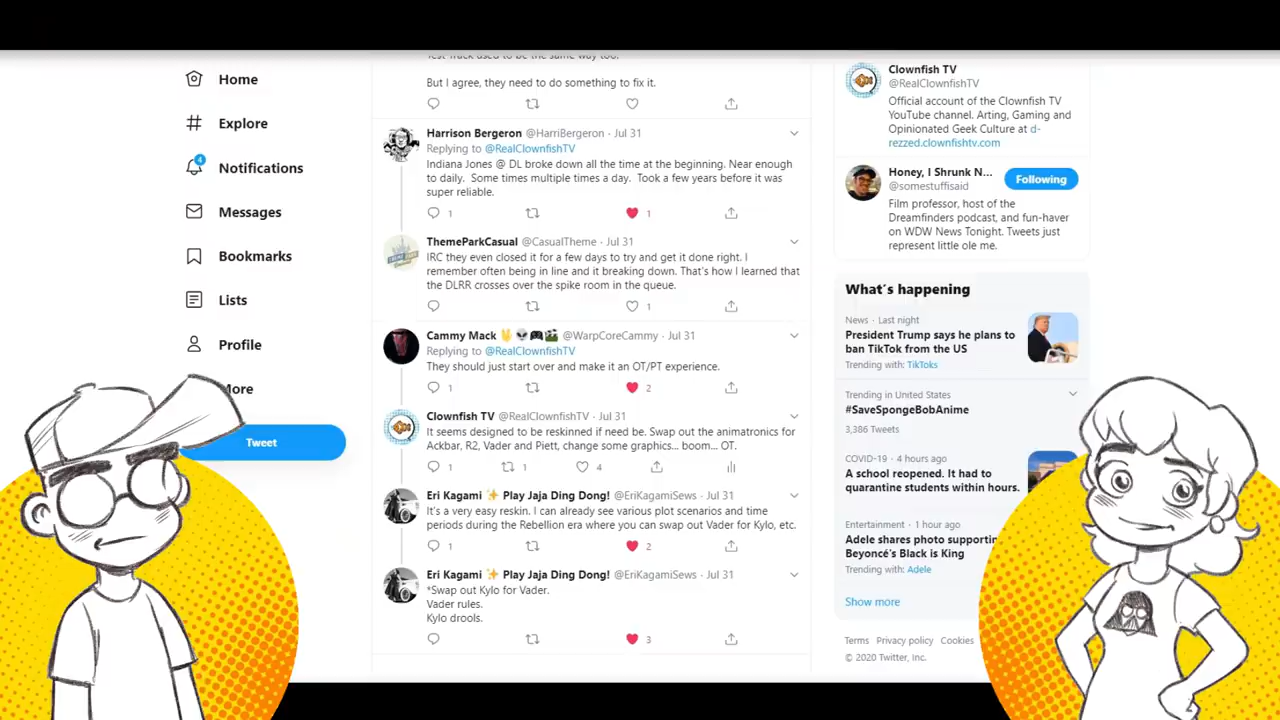 Home
Explore
4
Notifications
Messages
Bookmarks
Lists
Profile
More
Tweet
Test Track used to be the same way too.
But I agree, they need to do something to fix it.
Harrison Bergeron @HarriBergeron · Jul 31
Replying to @RealClownfishTV
Indiana Jones @ DL broke down all the time at the beginning. Near enough
to daily. Some times multiple times a day. Took a few years before it was
super reliable.
1 1
ThemeParkCasual @CasualTheme · Jul 31
IRC they even closed it for a few days to try and get it done right. I
remember often being in line and it breaking down. That's how I learned that
the DLRR crosses over the spike room in the queue.
1
Cammy Mack @WarpCoreCammy · Jul 31
Replying to @RealClownfishTV
They should just start over and make it an OT/PT experience.
1 2
Clownfish TV @RealClownfishTV · Jul 31
It seems designed to be reskinned if need be. Swap out the animatronics for
Ackbar, R2, Vader and Piett, change some graphics... boom... OT.
1 1 4
Eri Kagami ✨ Play Jaja Ding Dong! @EriKagamiSews · Jul 31
It's a very easy reskin. I can already see various plot scenarios and time
periods during the Rebellion era where you can swap out Vader for Kylo, etc.
1 2
Eri Kagami ✨ Play Jaja Ding Dong! @EriKagamiSews · Jul 31
*Swap out Kylo for Vader.
Vader rules.
Kylo drools.
3
Clownfish TV
@RealClownfishTV
Official account of the Clownfish TV
YouTube channel. Arting, Gaming and
Opinionated Geek Culture at d-
rezzed.clownfishtv.com
Honey, I Shrunk N...
@somestuffisaid
Following
Film professor, host of the
Dreamfinders podcast, and fun-haver
on WDW News Tonight. Tweets just
represent little ole me.
What's happening
News · Last night
President Trump says he plans to
ban TikTok from the US
Trending with: TikToks
Trending in United States
#SaveSpongeBobAnime
3,386 Tweets
COVID-19 · 4 hours ago
A school reopened. It had to
quarantine students within hours.
Entertainment · 1 hour ago
Adele shares photo supporting
Beyoncé's Black is King
Trending with: Adele
Show more
Terms Privacy policy Cookies
© 2020 Twitter, Inc.